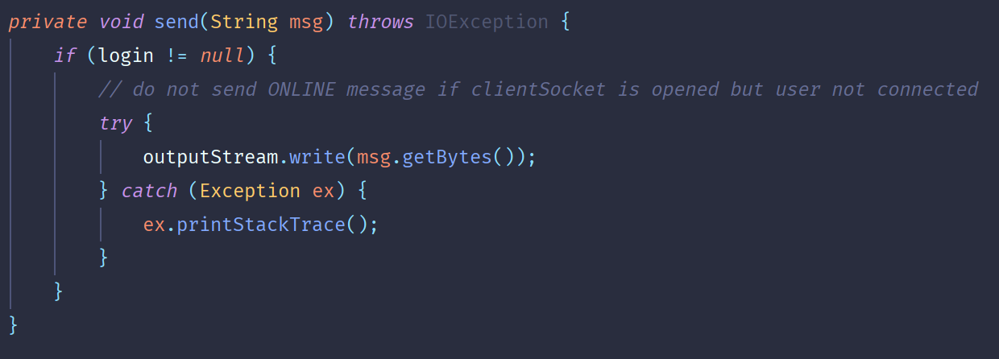 private void send(String msg) throws IOException {
    if (login != null) {
        // do not send ONLINE message if clientSocket is opened but user not connected
        try {
            outputStream.write(msg.getBytes());
        } catch (Exception ex) {
            ex.printStackTrace();
        }
    }
}